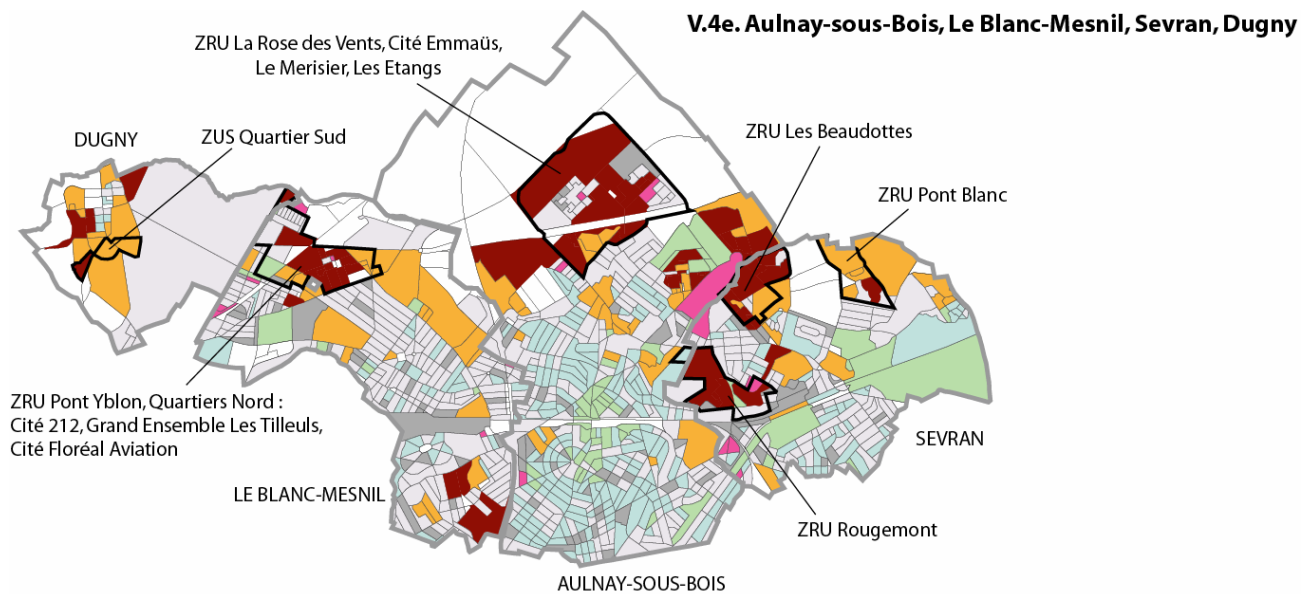 V.4e. Aulnay-sous-Bois, Le Blanc-Mesnil, Sevran, Dugny
ZRU La Rose des Vents, Cité Emmaüs,
Le Merisier, Les Etangs
DUGNY
ZUS Quartier Sud
ZRU Les Beaudottes
ZRU Pont Blanc
ZRU Pont Yblon, Quartiers Nord :
Cité 212, Grand Ensemble Les Tilleuls,
Cité Floréal Aviation
SEVRAN
LE BLANC-MESNIL
ZRU Rougemont
AULNAY-SOUS-BOIS